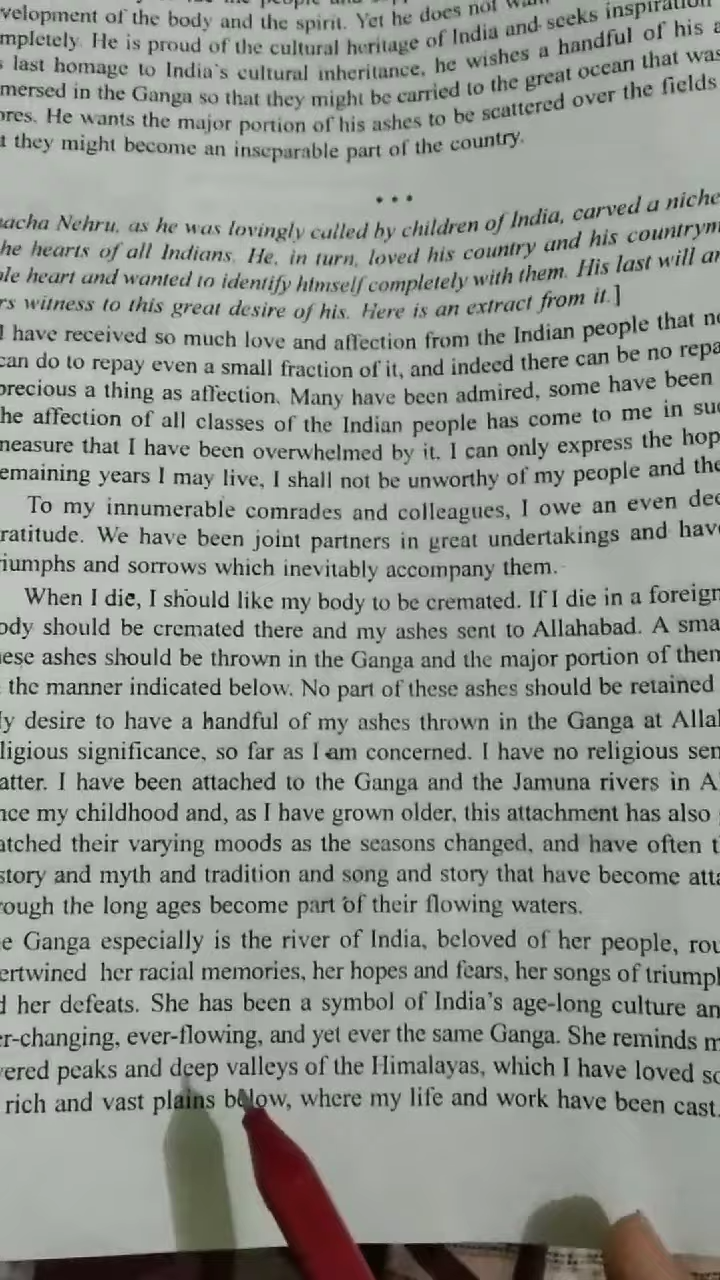 velopment of the body and the spirit. Yet he does not
mpletely. He is proud of the cultural heritage of India and seeks inspiration
s last homage to India's cultural inheritance, he wishes a handful of his a
mersed in the Ganga so that they might be carried to the great ocean that was
ores. He wants the major portion of his ashes to be scattered over the fields
t they might become an inseparable part of the country.
•••
hacha Nehru, as he was lovingly called by children of India, carved a niche
he hearts of all Indians. He, in turn, loved his country and his countrym
ole heart and wanted to identify himself completely with them. His last will an
rs witness to this great desire of his. Here is an extract from it.]
I have received so much love and affection from the Indian people that no
can do to repay even a small fraction of it, and indeed there can be no repa
precious a thing as affection. Many have been admired, some have been
he affection of all classes of the Indian people has come to me in suc
measure that I have been overwhelmed by it. I can only express the hop
emaining years I may live, I shall not be unworthy of my people and the
To my innumerable comrades and colleagues, I owe an even dee
ratitude. We have been joint partners in great undertakings and have
riumphs and sorrows which inevitably accompany them.
When I die, I should like my body to be cremated. If I die in a foreign
ody should be cremated there and my ashes sent to Allahabad. A sma
hese ashes should be thrown in the Ganga and the major portion of them
the manner indicated below. No part of these ashes should be retained
ly desire to have a handful of my ashes thrown in the Ganga at Allal
ligious significance, so far as I am concerned. I have no religious sen
atter. I have been attached to the Ganga and the Jamuna rivers in A
nce my childhood and, as I have grown older, this attachment has also
atched their varying moods as the seasons changed, and have often t
story and myth and tradition and song and story that have become atta
rough the long ages become part of their flowing waters.
e Ganga especially is the river of India, beloved of her people, rou
ertwined her racial memories, her hopes and fears, her songs of triumpl
d her defeats. She has been a symbol of India's age-long culture an
er-changing, ever-flowing, and yet ever the same Ganga. She reminds m
vered peaks and deep valleys of the Himalayas, which I have loved so
rich and vast plains below, where my life and work have been cast.